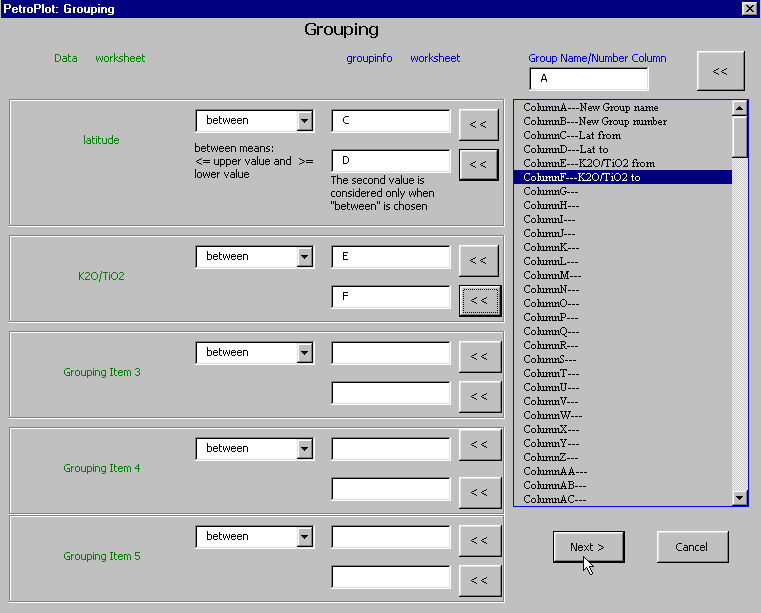 PetroPlot: Grouping
Grouping
Data worksheet
groupinfo worksheet
Group Name/Number Column
A
<<
latitude
between
C
<<
between means:
<= upper value and >=
lower value
D
<<
The second value is
considered only when
"between" is chosen
K2O/TiO2
between
E
<<
F
<<
Grouping Item 3
between
<<
<<
Grouping Item 4
between
<<
<<
Grouping Item 5
between
<<
<<
ColumnA---New Group name
ColumnB---New Group number
ColumnC---Lat from
ColumnD---Lat to
ColumnE---K2O/TiO2 from
ColumnF---K2O/TiO2 to
ColumnG---
ColumnH---
ColumnI---
ColumnJ---
ColumnK---
ColumnL---
ColumnM---
ColumnN---
ColumnO---
ColumnP---
ColumnQ---
ColumnR---
ColumnS---
ColumnT---
ColumnU---
ColumnV---
ColumnW---
ColumnX---
ColumnY---
ColumnZ---
ColumnAA---
ColumnAB---
ColumnAC---
Next >
Cancel